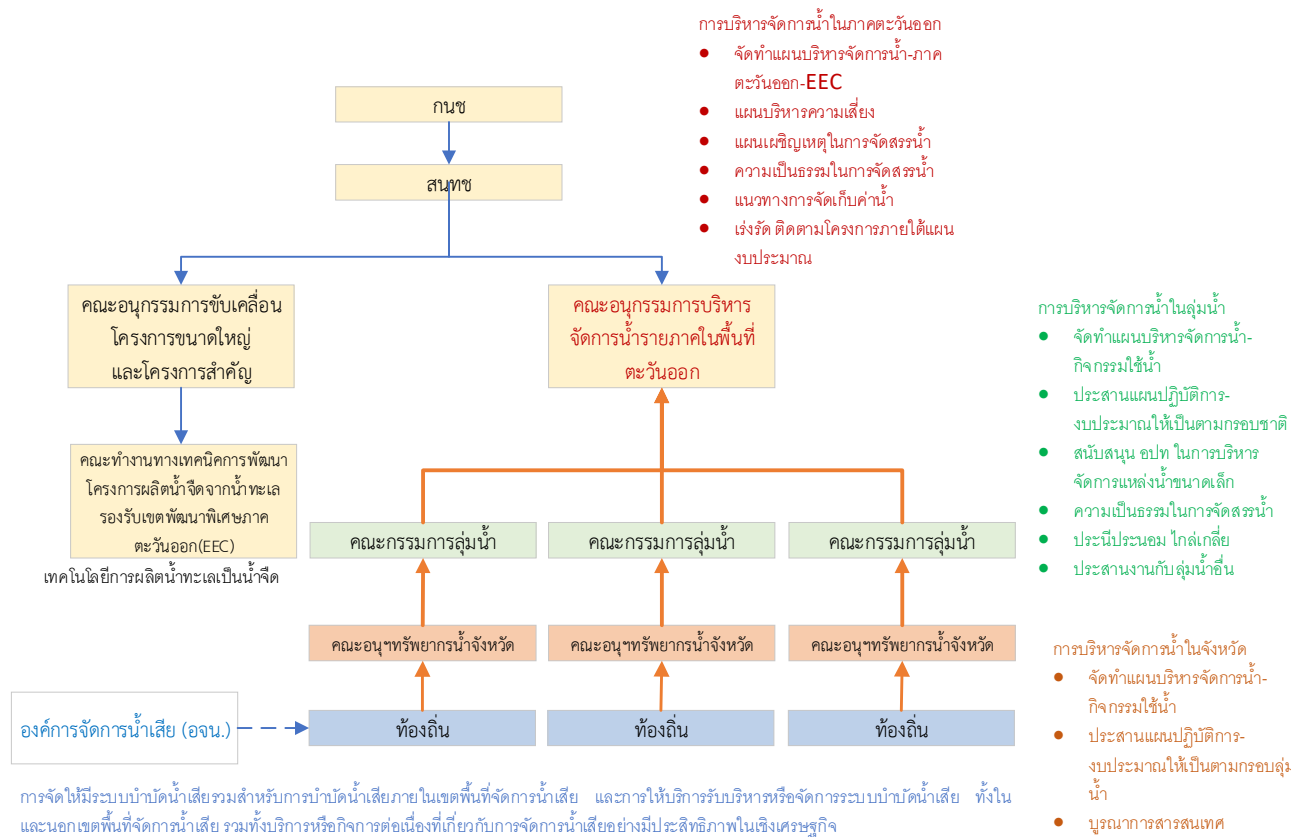 การบริหารจัดการน้ำในภาคตะวันออก
● จัดทำแผนบริหารจัดการน้ำ-ภาค
ตะวันออก-EEC
● แผนบริหารความเสี่ยง
● แผนเผชิญเหตุในการจัดสรรน้ำ
● ความเป็นธรรมในการจัดสรรน้ำ
● แนวทางการจัดเก็บค่าน้ำ
● เร่งรัด ติดตามโครงการภายใต้แผน
งบประมาณ
กนช
สนทช
คณะอนุกรรมการขับเคลื่อน
โครงการขนาดใหญ่
และโครงการสำคัญ
คณะอนุกรรมการบริหาร
จัดการน้ำรายภาคในพื้นที่
ตะวันออก
คณะทำงานทางเทคนิคการพัฒนา
โครงการผลิตน้ำจืดจากน้ำทะเล
รองรับเขตพัฒนาพิเศษภาค
ตะวันออก(EEC)
เทคโนโลยีการผลิตน้ำทะเลเป็นน้ำจืด
การบริหารจัดการน้ำในลุ่มน้ำ
● จัดทำแผนบริหารจัดการน้ำ-
กิจกรรมใช้น้ำ
● ประสานแผนปฏิบัติการ-
งบประมาณให้เป็นตามกรอบชาติ
● สนับสนุน อปท ในการบริหาร
จัดการแหล่งน้ำขนาดเล็ก
● ความเป็นธรรมในการจัดสรรน้ำ
● ประนีประนอม ไกล่เกลี่ย
● ประสานงานกับลุ่มน้ำอื่น
คณะกรรมการลุ่มน้ำ
คณะกรรมการลุ่มน้ำ
คณะกรรมการลุ่มน้ำ
คณะอนุฯทรัพยากรน้ำจังหวัด
คณะอนุฯทรัพยากรน้ำจังหวัด
คณะอนุฯทรัพยากรน้ำจังหวัด
การบริหารจัดการน้ำในจังหวัด
● จัดทำแผนบริหารจัดการน้ำ-
กิจกรรมใช้น้ำ
● ประสานแผนปฏิบัติการ-
งบประมาณให้เป็นตามกรอบลุ่ม
น้ำ
● บูรณาการสารสนเทศ
องค์การจัดการน้ำเสีย (อจน.)
ท้องถิ่น
ท้องถิ่น
ท้องถิ่น
การจัดให้มีระบบบำบัดน้ำเสียรวมสำหรับการบำบัดน้ำเสียภายในเขตพื้นที่จัดการน้ำเสีย และการให้บริการรับบริหารหรือจัดการระบบบำบัดน้ำเสีย ทั้งใน
และนอกเขตพื้นที่จัดการน้ำเสีย รวมทั้งบริการหรือกิจการต่อเนื่องที่เกี่ยวกับการจัดการน้ำเสียอย่างมีประสิทธิภาพในเชิงเศรษฐกิจ